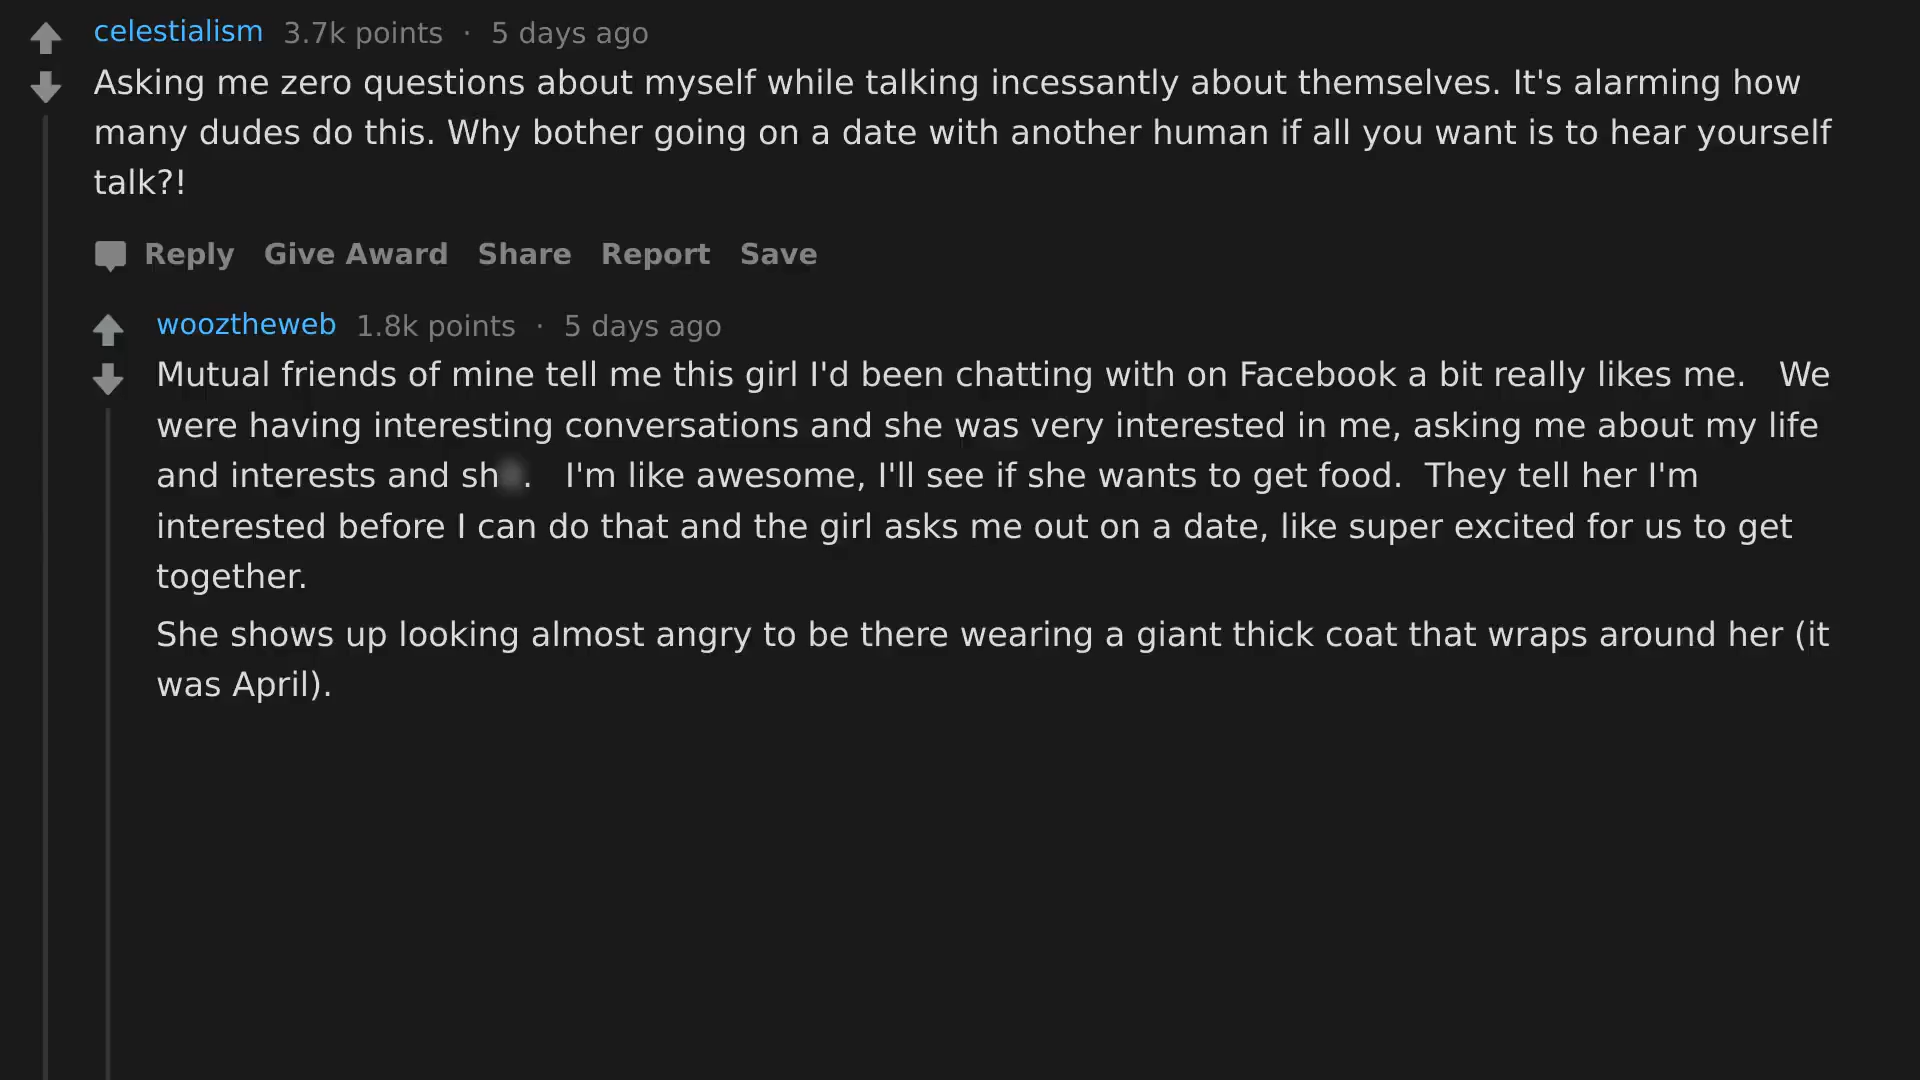 celestialism 3.7k points · 5 days ago
Asking me zero questions about myself while talking incessantly about themselves. It's alarming how
many dudes do this. Why bother going on a date with another human if all you want is to hear yourself
talk?!
Reply Give Award Share Report Save
wooztheweb 1.8k points · 5 days ago
Mutual friends of mine tell me this girl I'd been chatting with on Facebook a bit really likes me. We
were having interesting conversations and she was very interested in me, asking me about my life
and interests and sh . I'm like awesome, I'll see if she wants to get food. They tell her I'm
interested before I can do that and the girl asks me out on a date, like super excited for us to get
together.
She shows up looking almost angry to be there wearing a giant thick coat that wraps around her (it
was April).